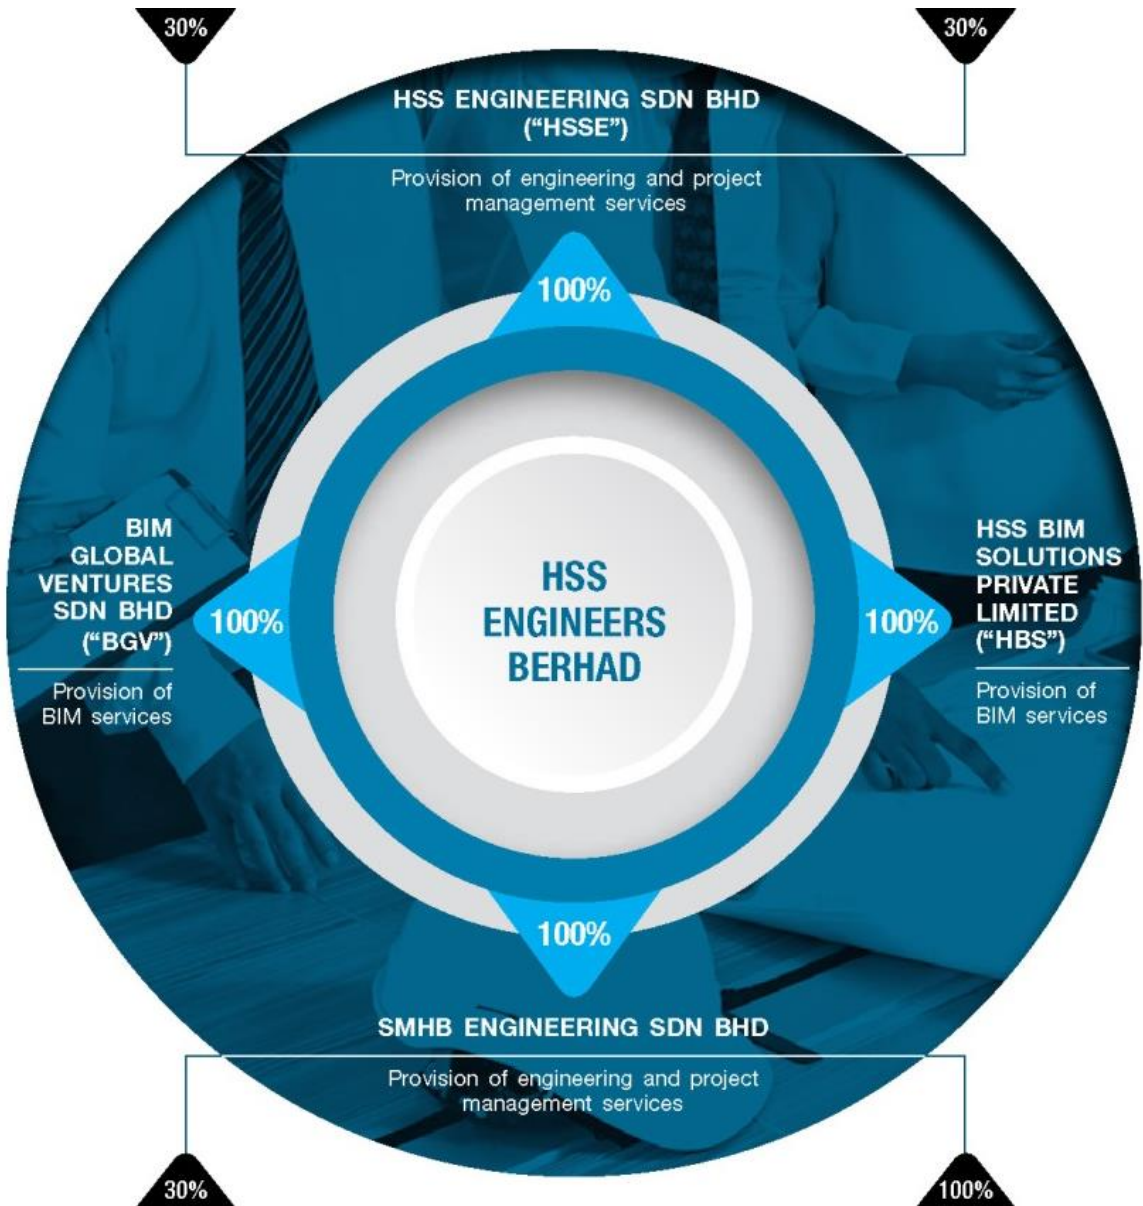 30%
30%
HSS ENGINEERING SDN BHD
(“HSSE”)
Provision of engineering and project
management services
100%
BIM
GLOBAL
VENTURES
SDN BHD
(“BGV”)
Provision of
BIM services
100%
HSS
ENGINEERS
BERHAD
100%
HSS BIM
SOLUTIONS
PRIVATE
LIMITED
(“HBS”)
Provision of
BIM services
100%
SMHB ENGINEERING SDN BHD
Provision of engineering and project
management services
30%
100%